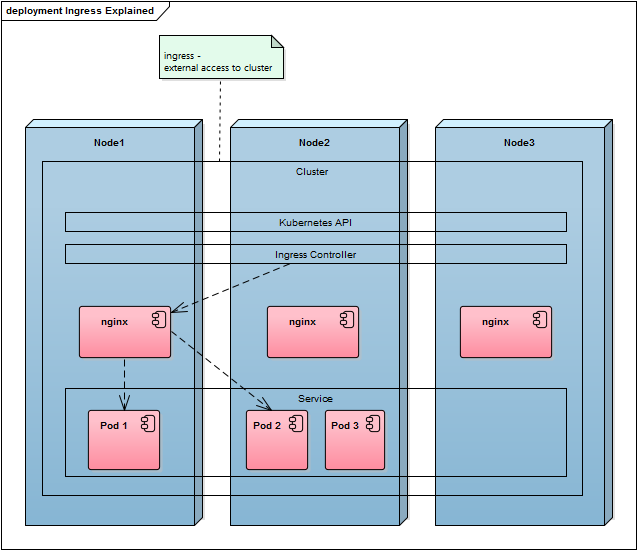 deployment Ingress Explained
ingress -
external access to cluster
Node1
Node2
Node3
Cluster
Kubernetes API
Ingress Controller
nginx
nginx
nginx
Service
Pod 1
Pod 2
Pod 3